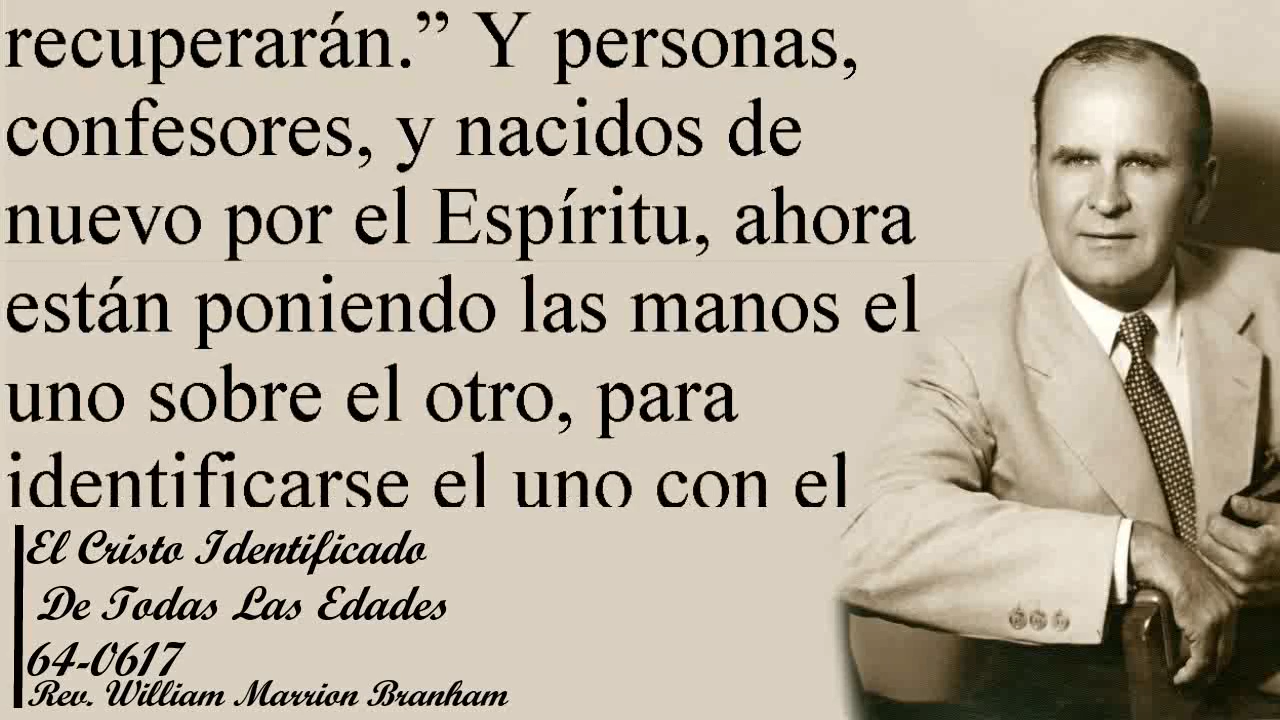 recuperarán.” Y personas,
confesores, y nacidos de
nuevo por el Espíritu, ahora
están poniendo las manos el
uno sobre el otro, para
identificarse el uno con el
El Cristo Identificado
De Todas Las Edades
64-0617
Rev. William Marrion Branham